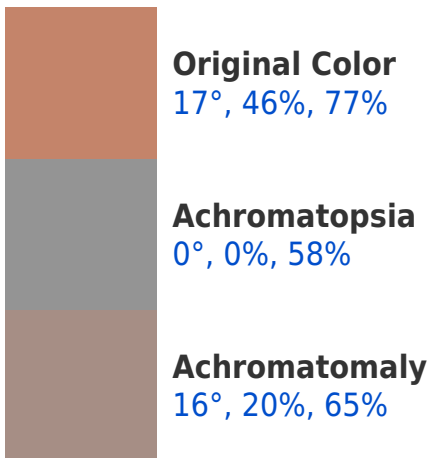 Original Color
17°, 46%, 77%
Achromatopsia
0°, 0%, 58%
Achromatomaly
16°, 20%, 65%